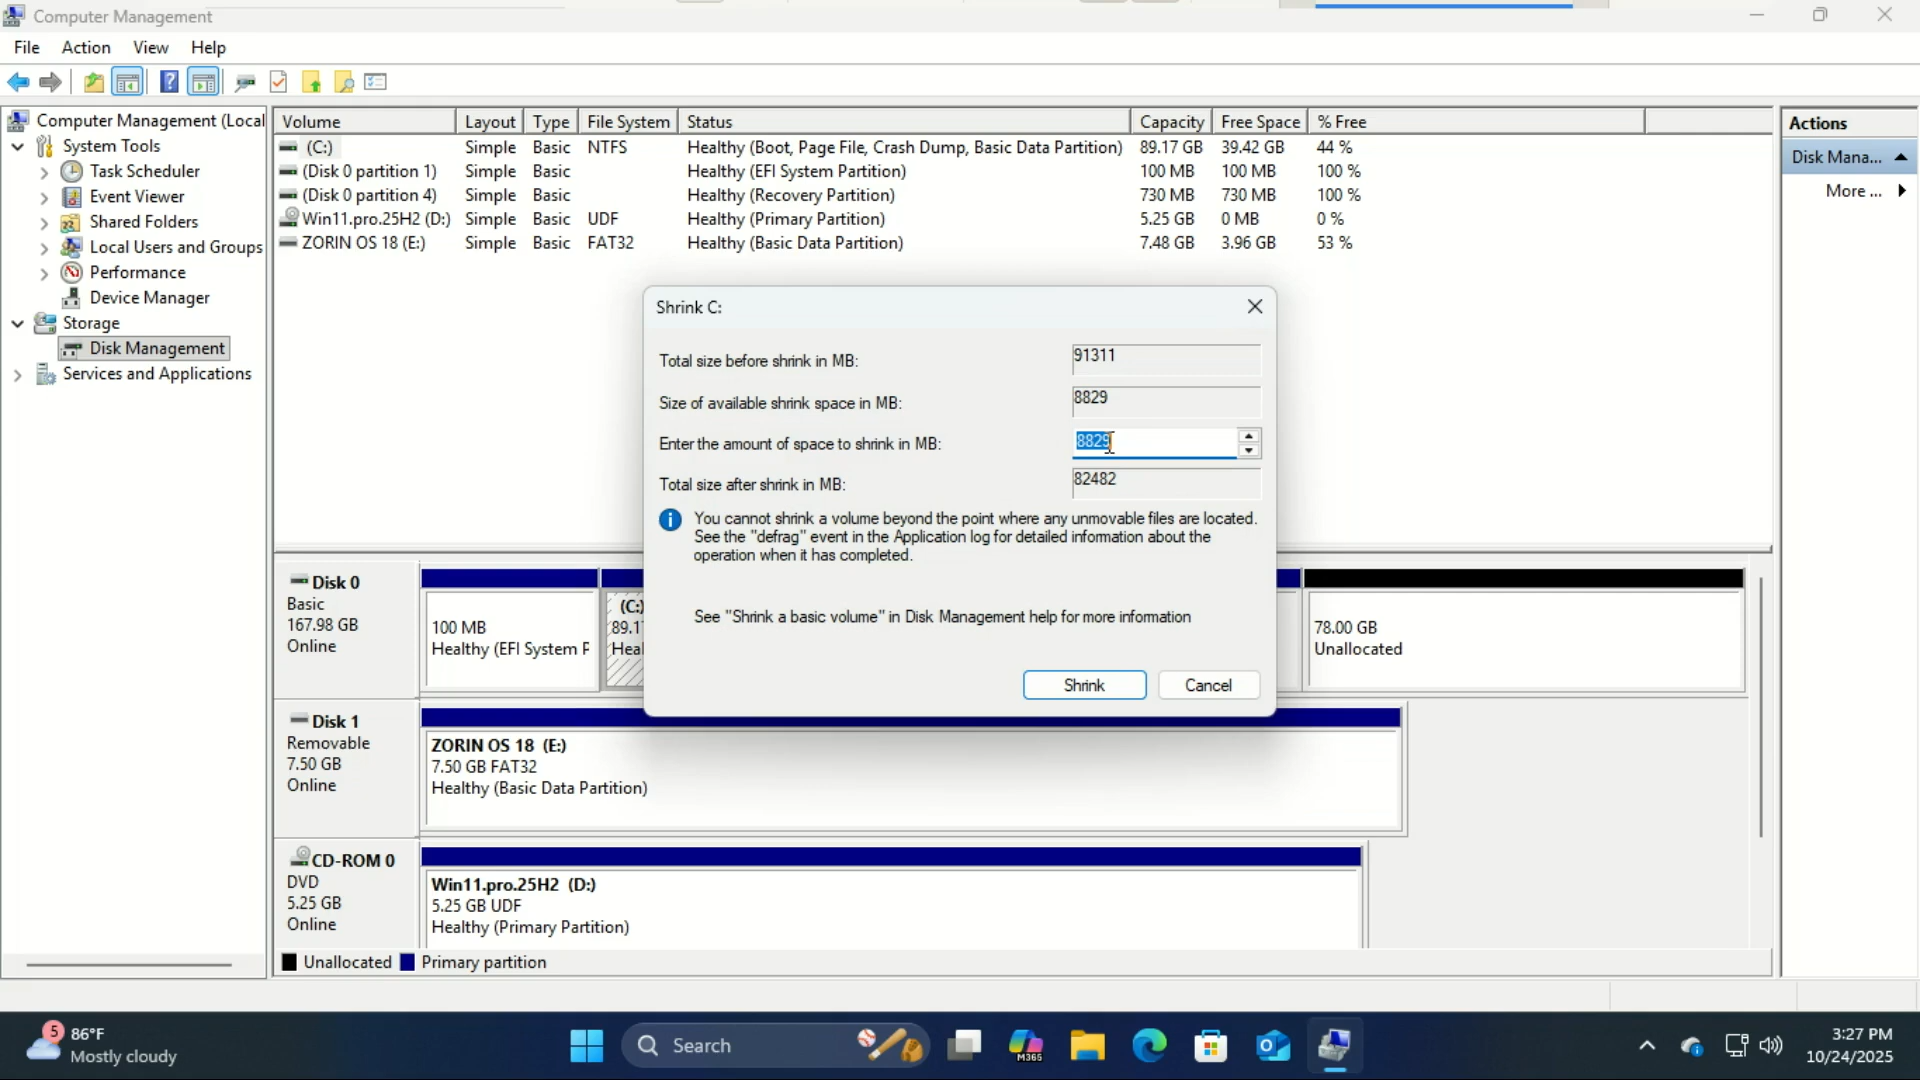 Computer Management
File Action View Help
Computer Management (Local
System Tools
Task Scheduler
Event Viewer
Shared Folders
Local Users and Groups
Performance
Device Manager
Storage
Disk Management
Services and Applications
Volume Layout Type File System Status Capacity Free Space % Free
(C:) Simple Basic NTFS Healthy (Boot, Page File, Crash Dump, Basic Data Partition) 89.17 GB 39.42 GB 44 %
(Disk 0 partition 1) Simple Basic Healthy (EFI System Partition) 100 MB 100 MB 100 %
(Disk 0 partition 4) Simple Basic Healthy (Recovery Partition) 730 MB 730 MB 100 %
Win11.pro.25H2 (D:) Simple Basic UDF Healthy (Primary Partition) 5.25 GB 0 MB 0 %
ZORIN OS 18 (E:) Simple Basic FAT32 Healthy (Basic Data Partition) 7.48 GB 3.96 GB 53 %
Actions
Disk Mana...
More ...
Shrink C:
Total size before shrink in MB: 91311
Size of available shrink space in MB: 8829
Enter the amount of space to shrink in MB: 8829
Total size after shrink in MB: 82482
You cannot shrink a volume beyond the point where any unmovable files are located.
See the "defrag" event in the Application log for detailed information about the
operation when it has completed.
See "Shrink a basic volume" in Disk Management help for more information
Shrink Cancel
Disk 0
Basic
167.98 GB
Online
100 MB
Healthy (EFI System P
(C:)
89.1
Heal
78.00 GB
Unallocated
Disk 1
Removable
7.50 GB
Online
ZORIN OS 18 (E:)
7.50 GB FAT32
Healthy (Basic Data Partition)
CD-ROM 0
DVD
5.25 GB
Online
Win11.pro.25H2 (D:)
5.25 GB UDF
Healthy (Primary Partition)
Unallocated Primary partition
5
86°F
Mostly cloudy
Search
M365
3:27 PM
10/24/2025